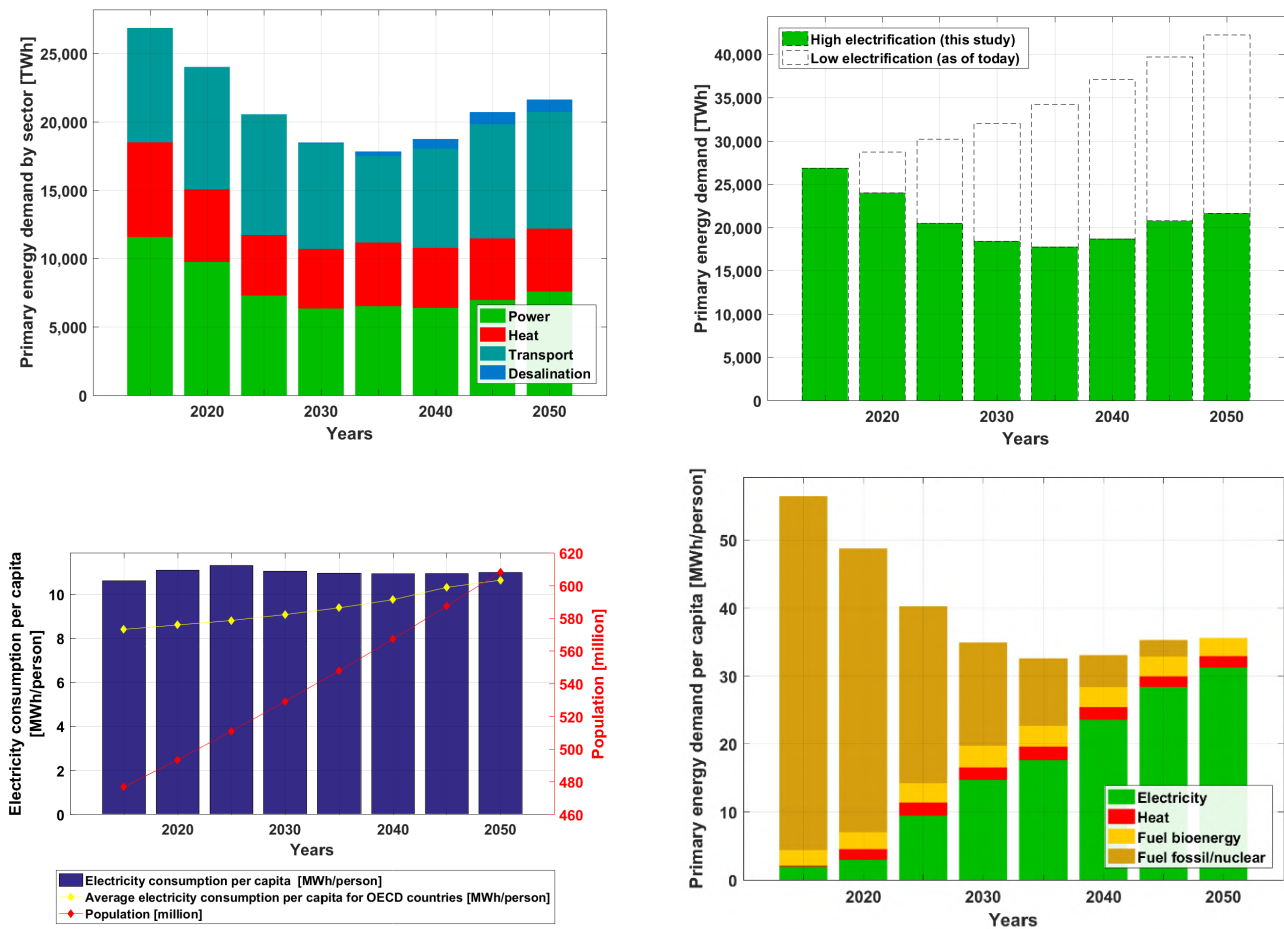 Primary energy demand by sector [TWh]
25,000
20,000
15,000
10,000
5,000
0
2020
2030
2040
2050
Years
Power
Heat
Transport
Desalination
Primary energy demand [TWh]
40,000
35,000
30,000
25,000
20,000
15,000
10,000
5,000
0
2020
2030
2040
2050
Years
High electrification (this study)
Low electrification (as of today)
Electricity consumption per capita
[MWh/person]
10
8
6
4
2
0
2020
2030
2040
2050
Years
620
600
580
560
540
520
500
480
460
Population [million]
Electricity consumption per capita [MWh/person]
Average electricity consumption per capita for OECD countries [MWh/person]
Population [million]
Primary energy demand per capita [MWh/person]
50
40
30
20
10
0
2020
2030
2040
2050
Years
Electricity
Heat
Fuel bioenergy
Fuel fossil/nuclear